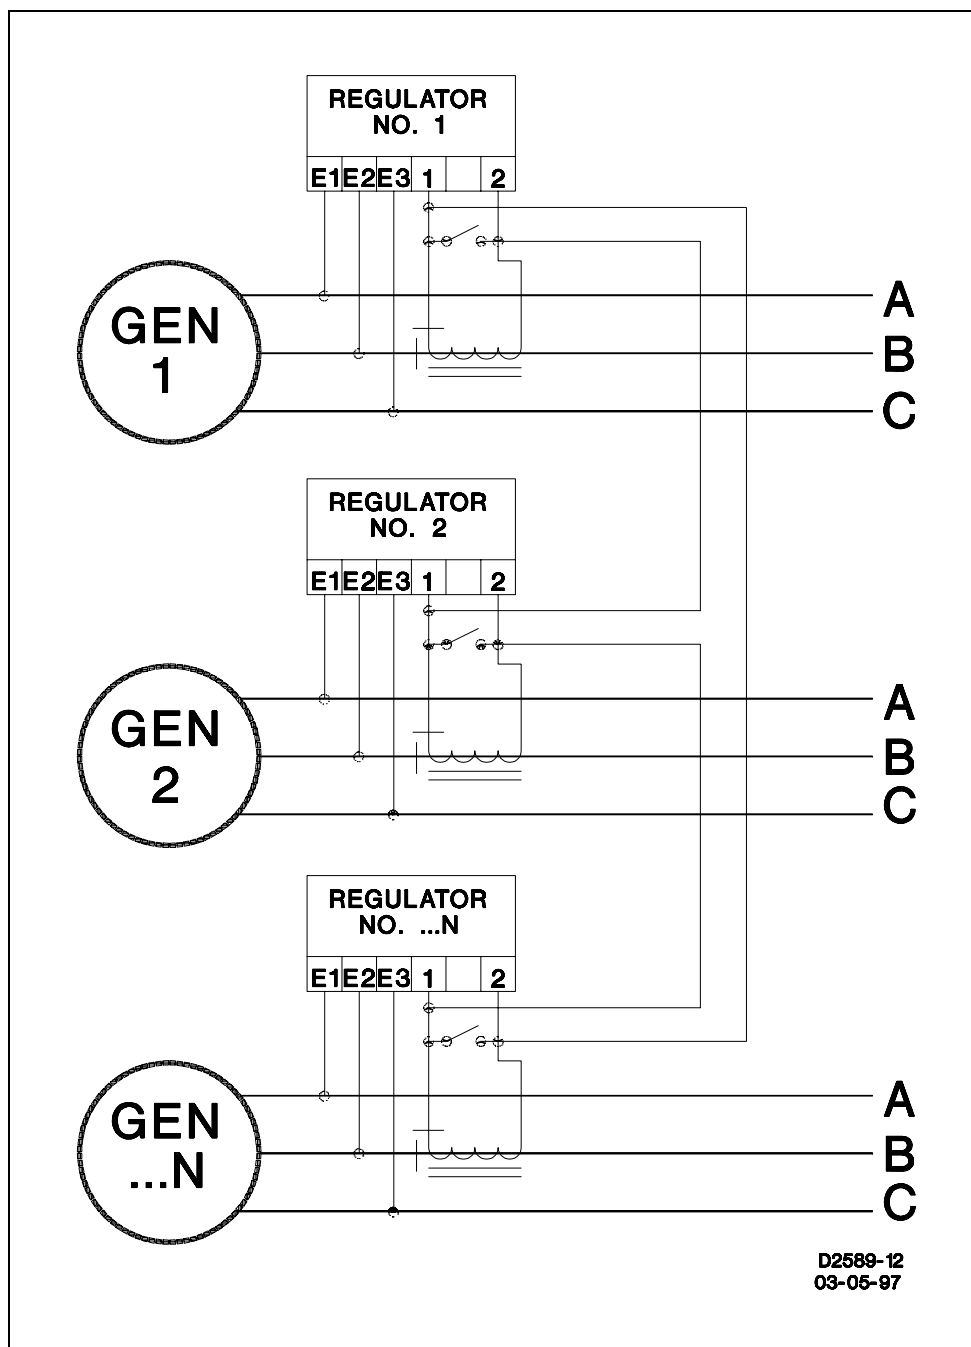 REGULATOR
NO. 1
E1 E2 E3 1 2
GEN
1
A
B
C
REGULATOR
NO. 2
E1 E2 E3 1 2
GEN
2
A
B
C
REGULATOR
NO. ...N
E1 E2 E3 1 2
GEN
...N
A
B
C
D2589-12
03-05-97